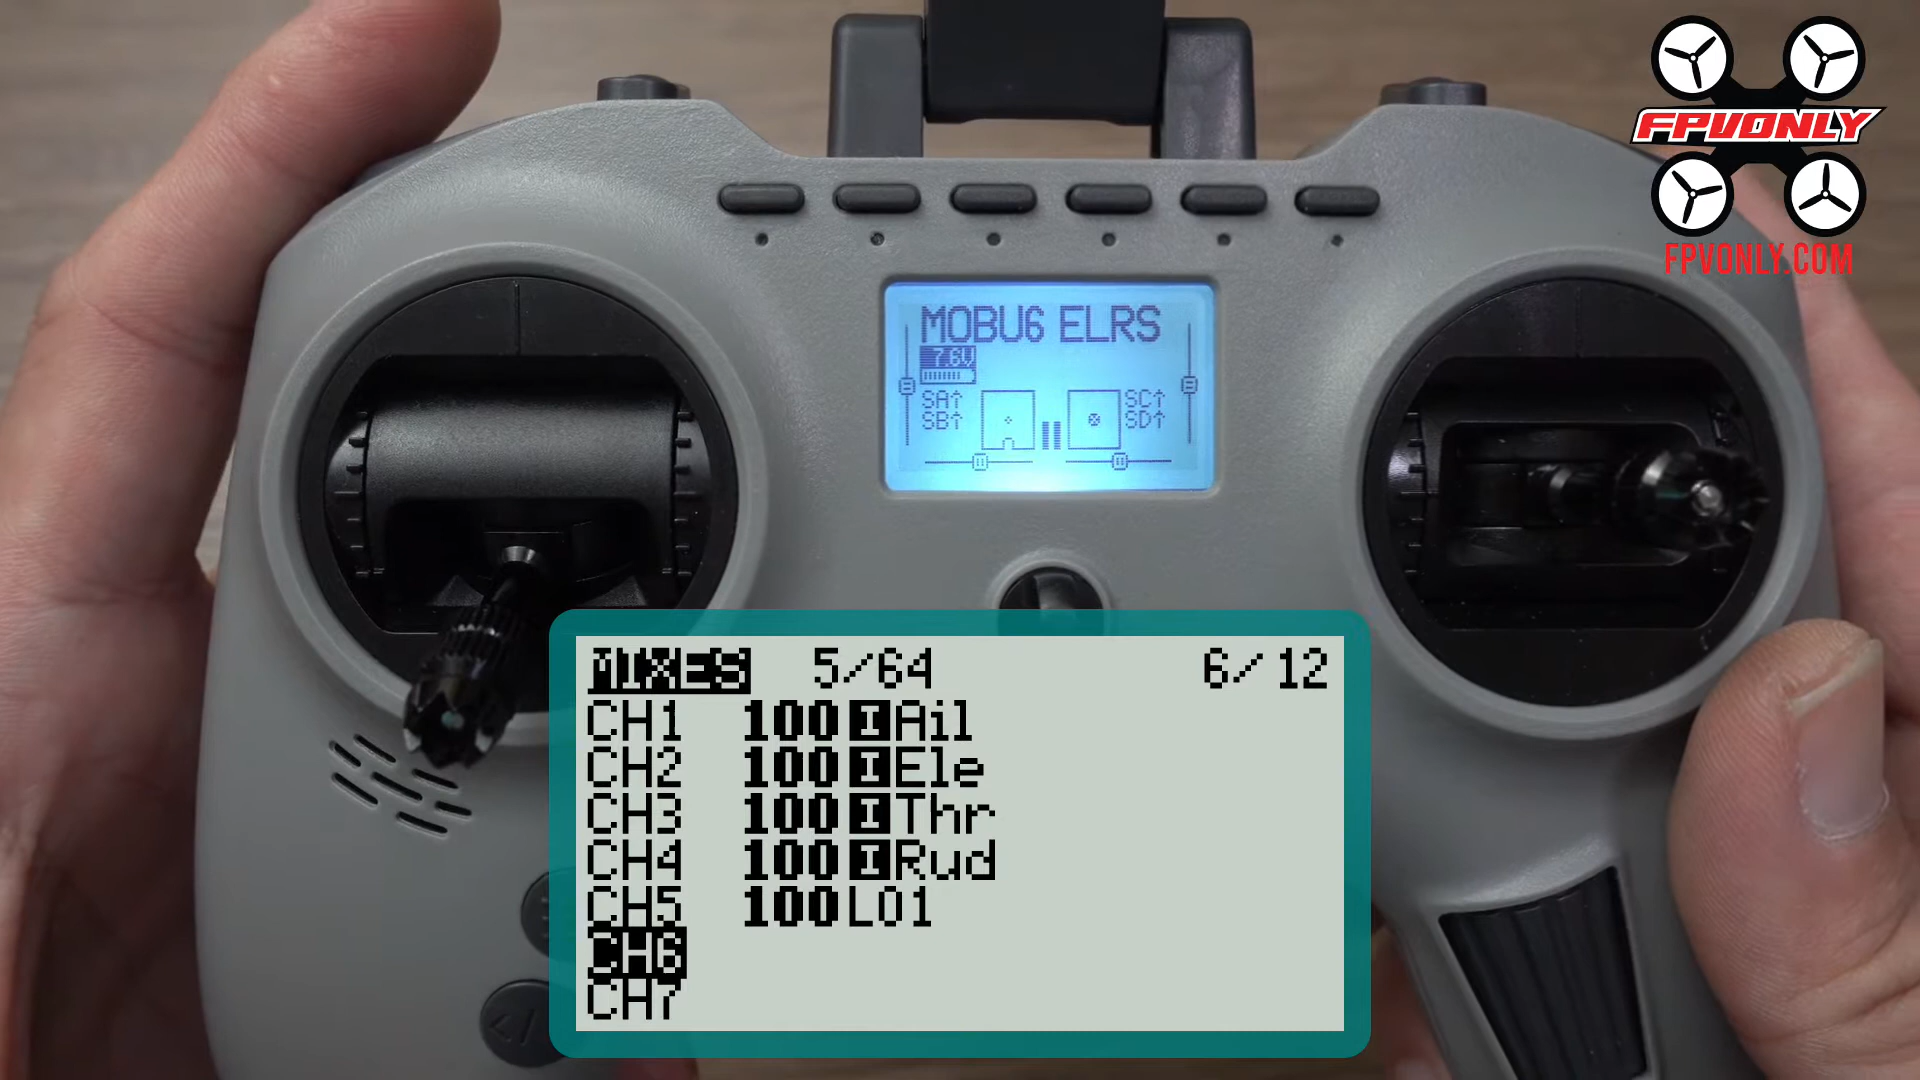 FPVONLY
FPVONLY.COM
MOBU6 ELRS
7.6V
SA↑
SB↑
SC↑
SD↑
MIXES 5/64 6/12
CH1 100 I Ail
CH2 100 I Ele
CH3 100 I Thr
CH4 100 I Rud
CH5 100 L01
CH6
CH7